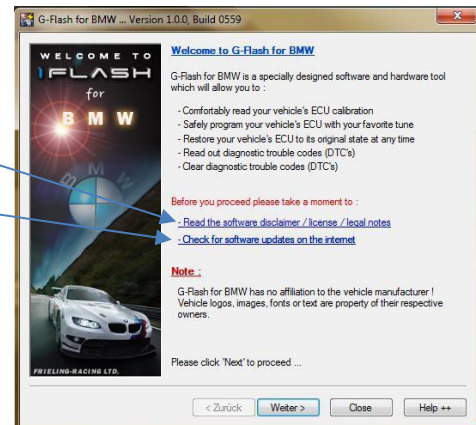 G-Flash for BMW ... Version 1.0.0, Build 0559
WELCOME TO
iFLASH
for
BMW
BMW
FRIELING-RACING LTD.
Welcome to G-Flash for BMW
G-Flash for BMW is a specially designed software and hardware tool
which will allow you to :
- Comfortably read your vehicle's ECU calibration
- Safely program your vehicle's ECU with your favorite tune
- Restore your vehicle's ECU to its original state at any time
- Read out diagnostic trouble codes (DTC's)
- Clear diagnostic trouble codes (DTC's)
Before you proceed please take a moment to :
- Read the software disclaimer / license / legal notes
- Check for software updates on the internet
Note :
G-Flash for BMW has no affiliation to the vehicle manufacturer !
Vehicle logos, images, fonts or text are property of their respective
owners.
Please click 'Next' to proceed ...
< Zurück
Weiter >
Close
Help ++